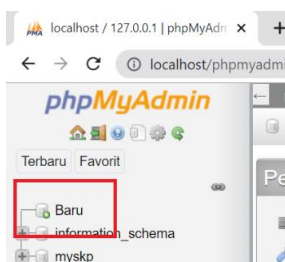 localhost / 127.0.0.1 | phpMyAdm
localhost/phpmyadmi
phpMyAdmin
Terbaru Favorit
Baru
information_schema
myskp
Pe